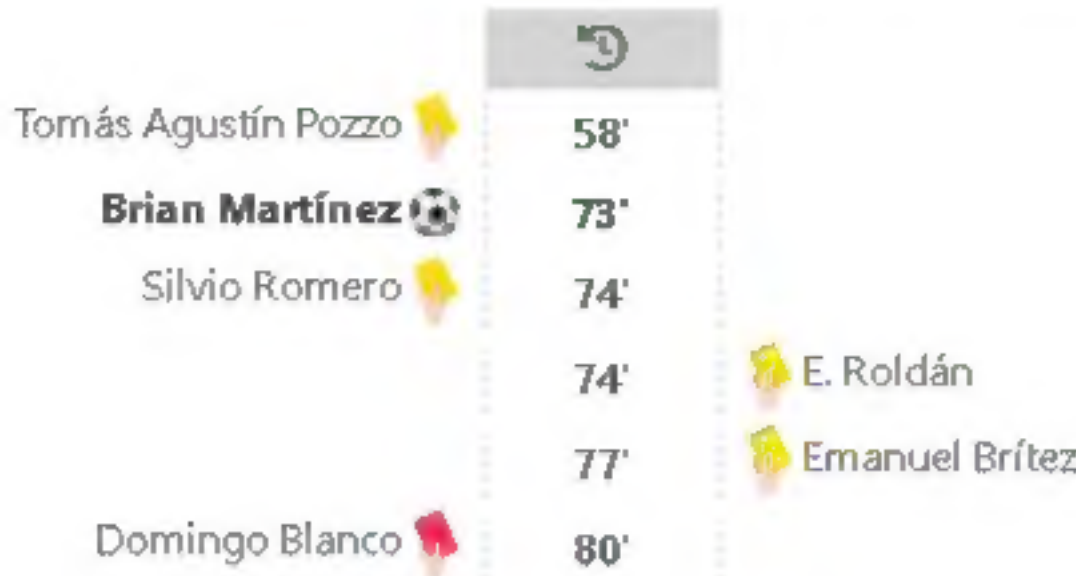 Tomás Agustín Pozzo 58'
Brian Martínez 73'
Silvio Romero 74'
74' E. Roldán
77' Emanuel Brítez
Domingo Blanco 80'